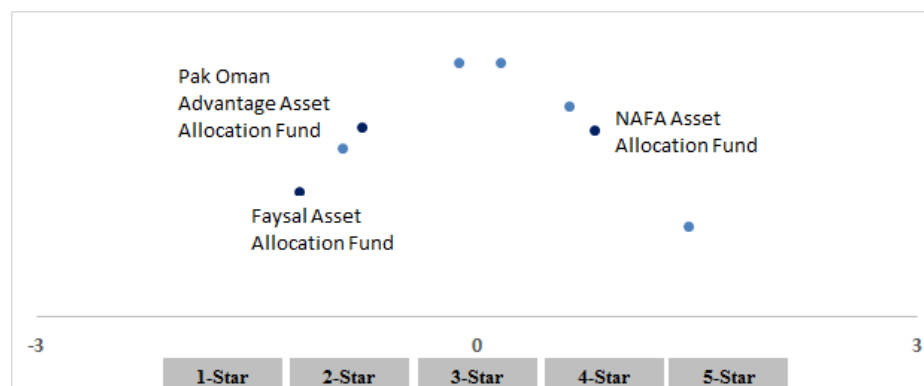 Pak Oman
Advantage Asset
Allocation Fund
NAFA Asset
Allocation Fund
Faysal Asset
Allocation Fund
-3 0 3
1-Star 2-Star 3-Star 4-Star 5-Star